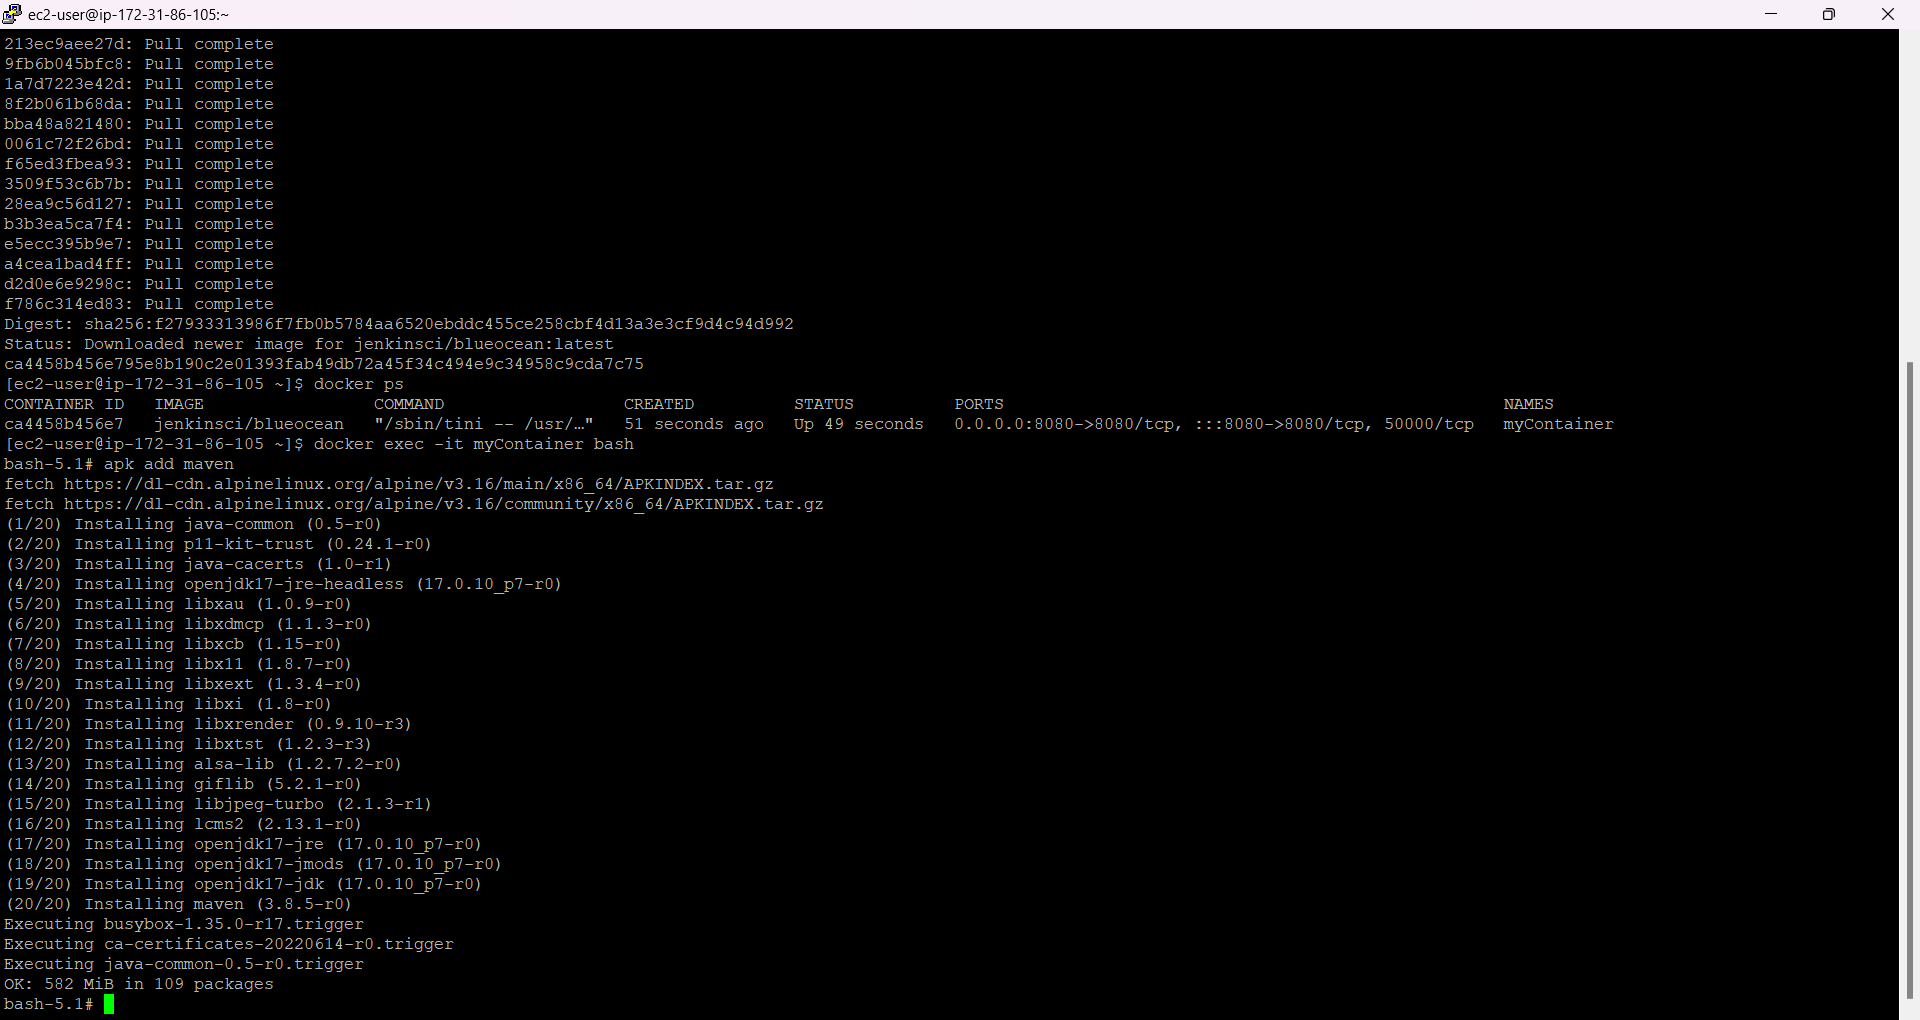 ec2-user@ip-172-31-86-105:~
213ec9aee27d: Pull complete
9fb6b045bfc8: Pull complete
1a7d7223e42d: Pull complete
8f2b061b68da: Pull complete
bba48a821480: Pull complete
0061c72f26bd: Pull complete
f65ed3fbea93: Pull complete
3509f53c6b7b: Pull complete
28ea9c56d127: Pull complete
b3b3ea5ca7f4: Pull complete
e5ecc395b9e7: Pull complete
a4cea1bad4ff: Pull complete
d2d0e6e9298c: Pull complete
f786c314ed83: Pull complete
Digest: sha256:f27933313986f7fb0b5784aa6520ebddc455ce258cbf4d13a3e3cf9d4c94d992
Status: Downloaded newer image for jenkinsci/blueocean:latest
ca4458b456e795e8b190c2e01393fab49db72a45f34c494e9c34958c9cda7c75
[ec2-user@ip-172-31-86-105 ~]$ docker ps
CONTAINER ID   IMAGE                 COMMAND                  CREATED          STATUS          PORTS                                                  NAMES
ca4458b456e7   jenkinsci/blueocean   "/sbin/tini -- /usr/…"   51 seconds ago   Up 49 seconds   0.0.0.0:8080->8080/tcp, :::8080->8080/tcp, 50000/tcp   myContainer
[ec2-user@ip-172-31-86-105 ~]$ docker exec -it myContainer bash
bash-5.1# apk add maven
fetch https://dl-cdn.alpinelinux.org/alpine/v3.16/main/x86_64/APKINDEX.tar.gz
fetch https://dl-cdn.alpinelinux.org/alpine/v3.16/community/x86_64/APKINDEX.tar.gz
(1/20) Installing java-common (0.5-r0)
(2/20) Installing p11-kit-trust (0.24.1-r0)
(3/20) Installing java-cacerts (1.0-r1)
(4/20) Installing openjdk17-jre-headless (17.0.10_p7-r0)
(5/20) Installing libxau (1.0.9-r0)
(6/20) Installing libxdmcp (1.1.3-r0)
(7/20) Installing libxcb (1.15-r0)
(8/20) Installing libx11 (1.8.7-r0)
(9/20) Installing libxext (1.3.4-r0)
(10/20) Installing libxi (1.8-r0)
(11/20) Installing libxrender (0.9.10-r3)
(12/20) Installing libxtst (1.2.3-r3)
(13/20) Installing alsa-lib (1.2.7.2-r0)
(14/20) Installing giflib (5.2.1-r0)
(15/20) Installing libjpeg-turbo (2.1.3-r1)
(16/20) Installing lcms2 (2.13.1-r0)
(17/20) Installing openjdk17-jre (17.0.10_p7-r0)
(18/20) Installing openjdk17-jmods (17.0.10_p7-r0)
(19/20) Installing openjdk17-jdk (17.0.10_p7-r0)
(20/20) Installing maven (3.8.5-r0)
Executing busybox-1.35.0-r17.trigger
Executing ca-certificates-20220614-r0.trigger
Executing java-common-0.5-r0.trigger
OK: 582 MiB in 109 packages
bash-5.1#